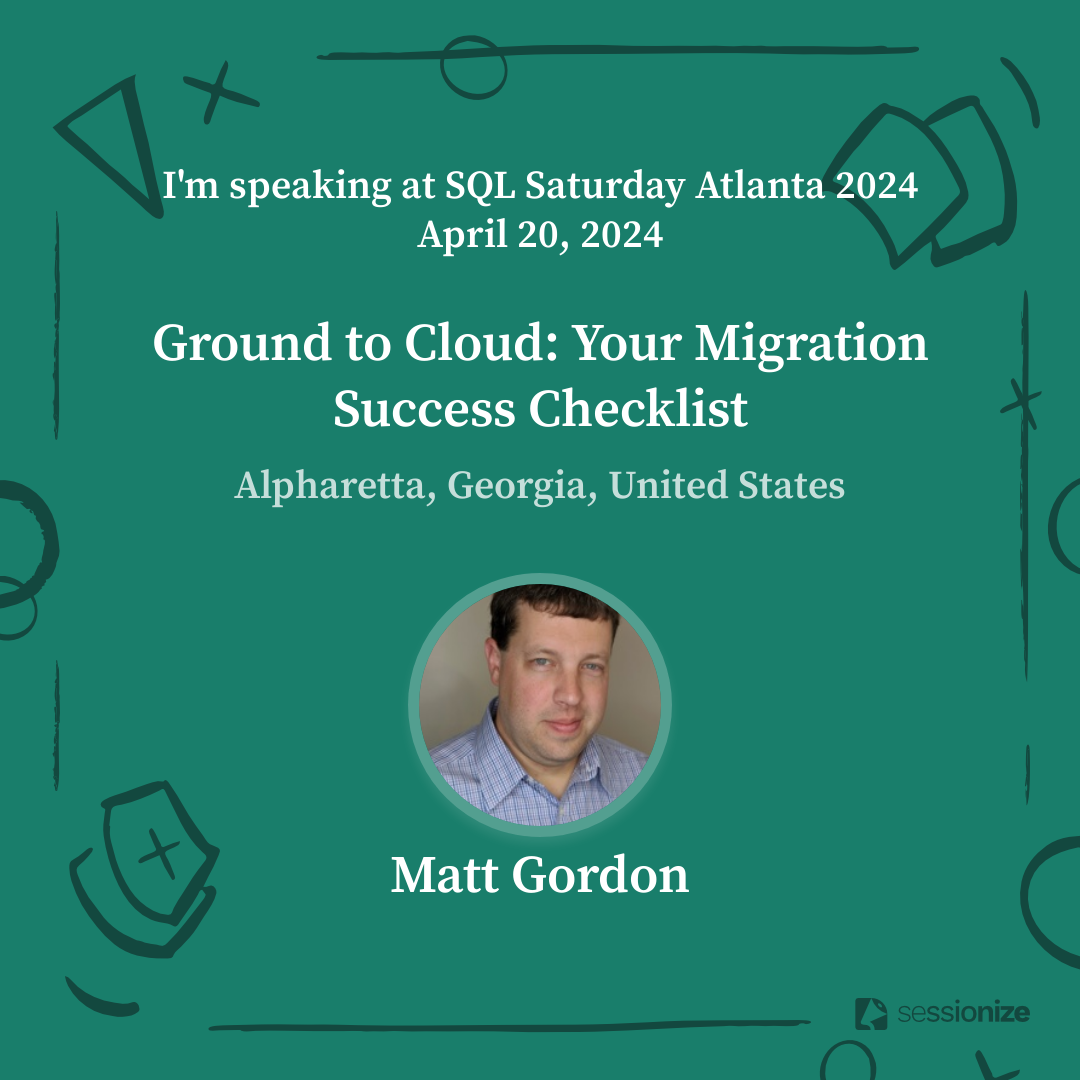 I'm speaking at SQL Saturday Atlanta 2024
April 20, 2024
Ground to Cloud: Your Migration
Success Checklist
Alpharetta, Georgia, United States
Matt Gordon
sessionize